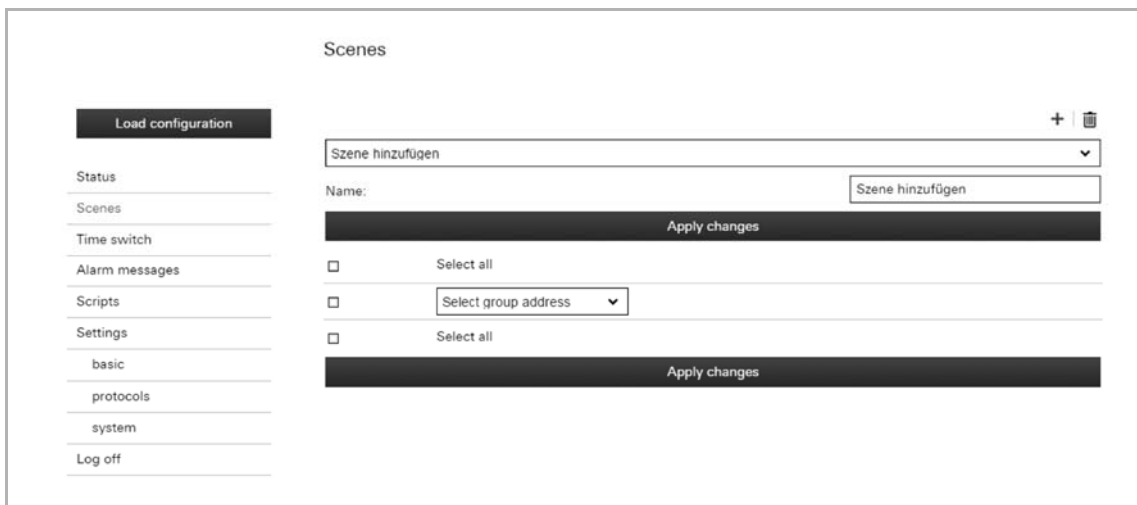 Scenes
Load configuration
Status
Scenes
Time switch
Alarm messages
Scripts
Settings
basic
protocols
system
Log off
Szene hinzufügen
Name:
Szene hinzufügen
Apply changes
Select all
Select group address
Select all
Apply changes